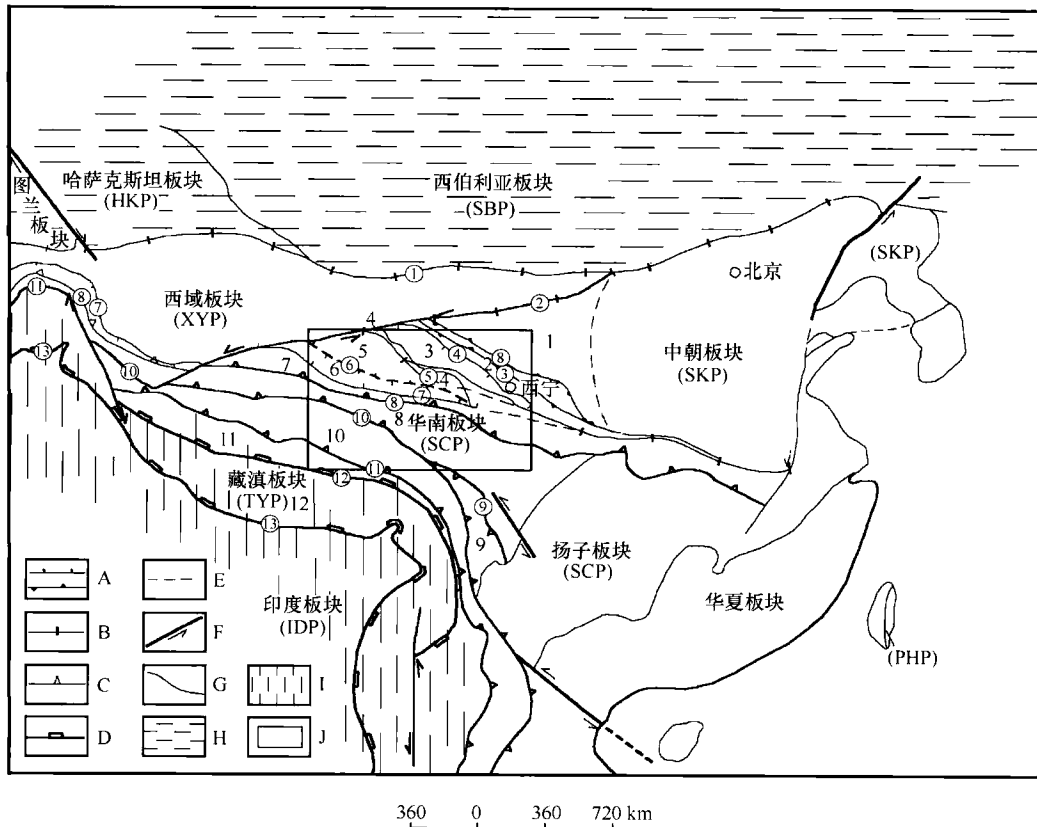 哈萨克斯坦板块
(HKP)
图兰板块
西伯利亚板块
(SBP)
①
(SKP)
北京
②
⑪
⑧
⑦
西域板块
(XYP)
4
1
中朝板块
(SKP)
⑬
5
3
④
⑧
⑥
6
2
③
⑩
7
⑤
4
西宁
⑦
⑧
⑩
8
华南板块
(SCP)
11
10
⑪
藏滇板块
⑫
(TYP)12
⑬
⑨
9
扬子板块
(SCP)
华夏板块
印度板块
(IDP)
(PHP)
A
E
B
F
C
G
I
D
H
J
360 0 360 720 km